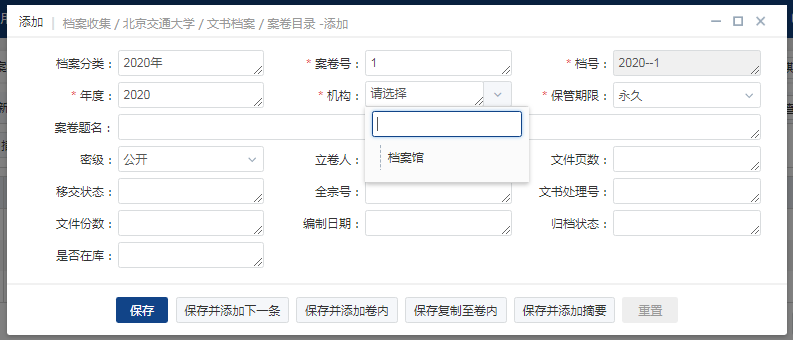 添加 | 档案收集 / 北京交通大学 / 文书档案 / 案卷目录 -添加
档案分类： 2020年 * 案卷号： 1 * 档号： 2020--1
* 年度： 2020 * 机构： 请选择 * 保管期限： 永久
案卷题名：
密级： 公开 立卷人： 档案馆 文件页数：
移交状态： 全宗号： 文书处理号：
文件份数： 编制日期： 归档状态：
是否在库：
保存 保存并添加下一条 保存并添加卷内 保存复制至卷内 保存并添加摘要 重置